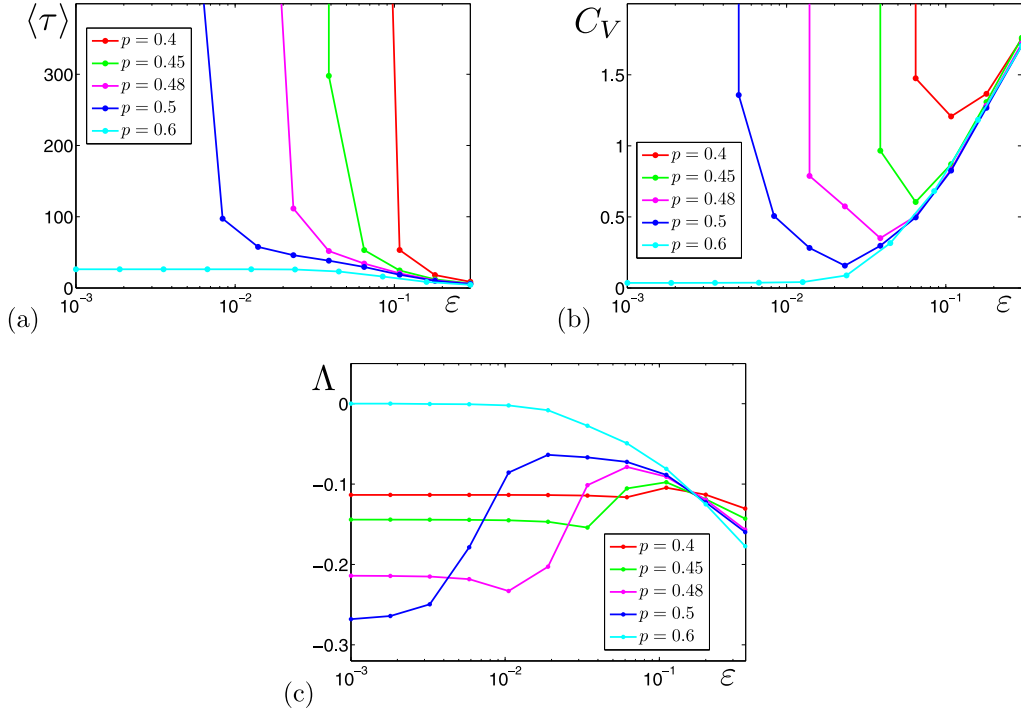 ⟨τ⟩
300
200
100
0
10⁻³
10⁻²
10⁻¹
ε
p = 0.4
p = 0.45
p = 0.48
p = 0.5
p = 0.6
(a)
C_V
1.5
1
0.5
0
10⁻²
10⁻¹
ε
p = 0.4
p = 0.45
p = 0.48
p = 0.5
p = 0.6
(b)
Λ
0
−0.1
−0.2
−0.3
10⁻³
10⁻²
10⁻¹
ε
p = 0.4
p = 0.45
p = 0.48
p = 0.5
p = 0.6
(c)